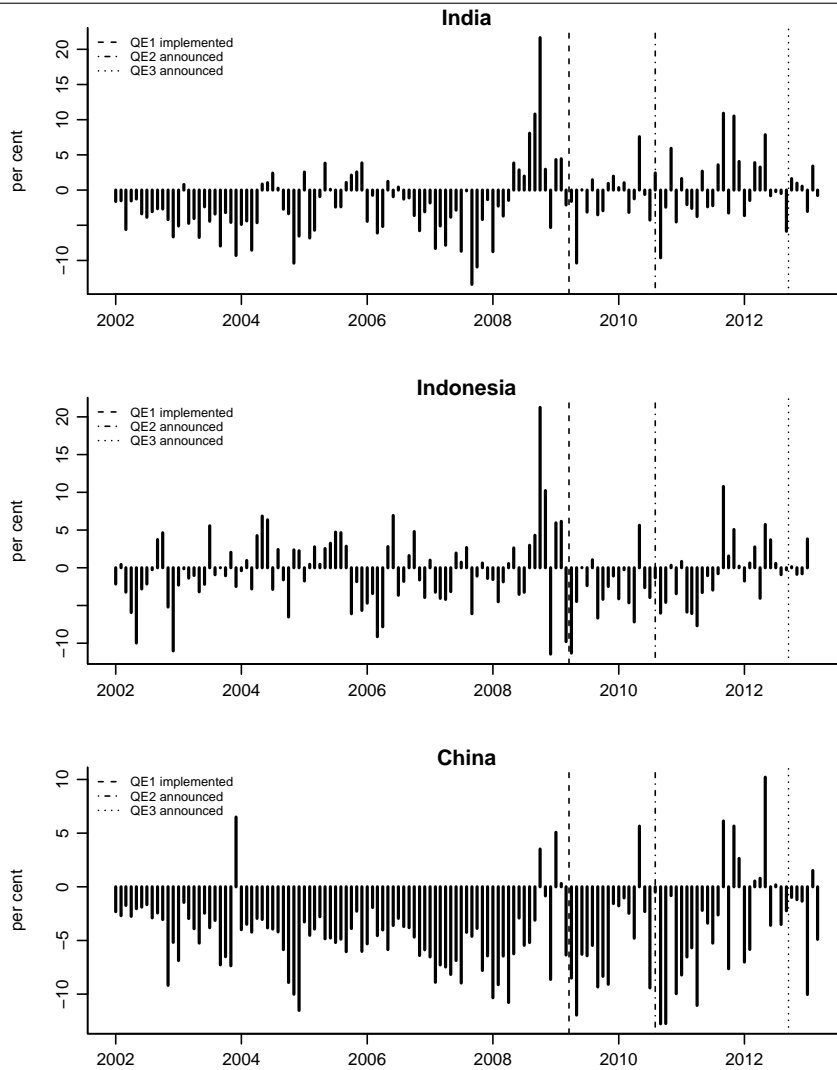 India
QE1 implemented
QE2 announced
QE3 announced
per cent
20
15
10
5
0
−10
2002 2004 2006 2008 2010 2012
Indonesia
QE1 implemented
QE2 announced
QE3 announced
per cent
20
15
10
5
0
−10
2002 2004 2006 2008 2010 2012
China
QE1 implemented
QE2 announced
QE3 announced
per cent
10
5
0
−5
−10
2002 2004 2006 2008 2010 2012